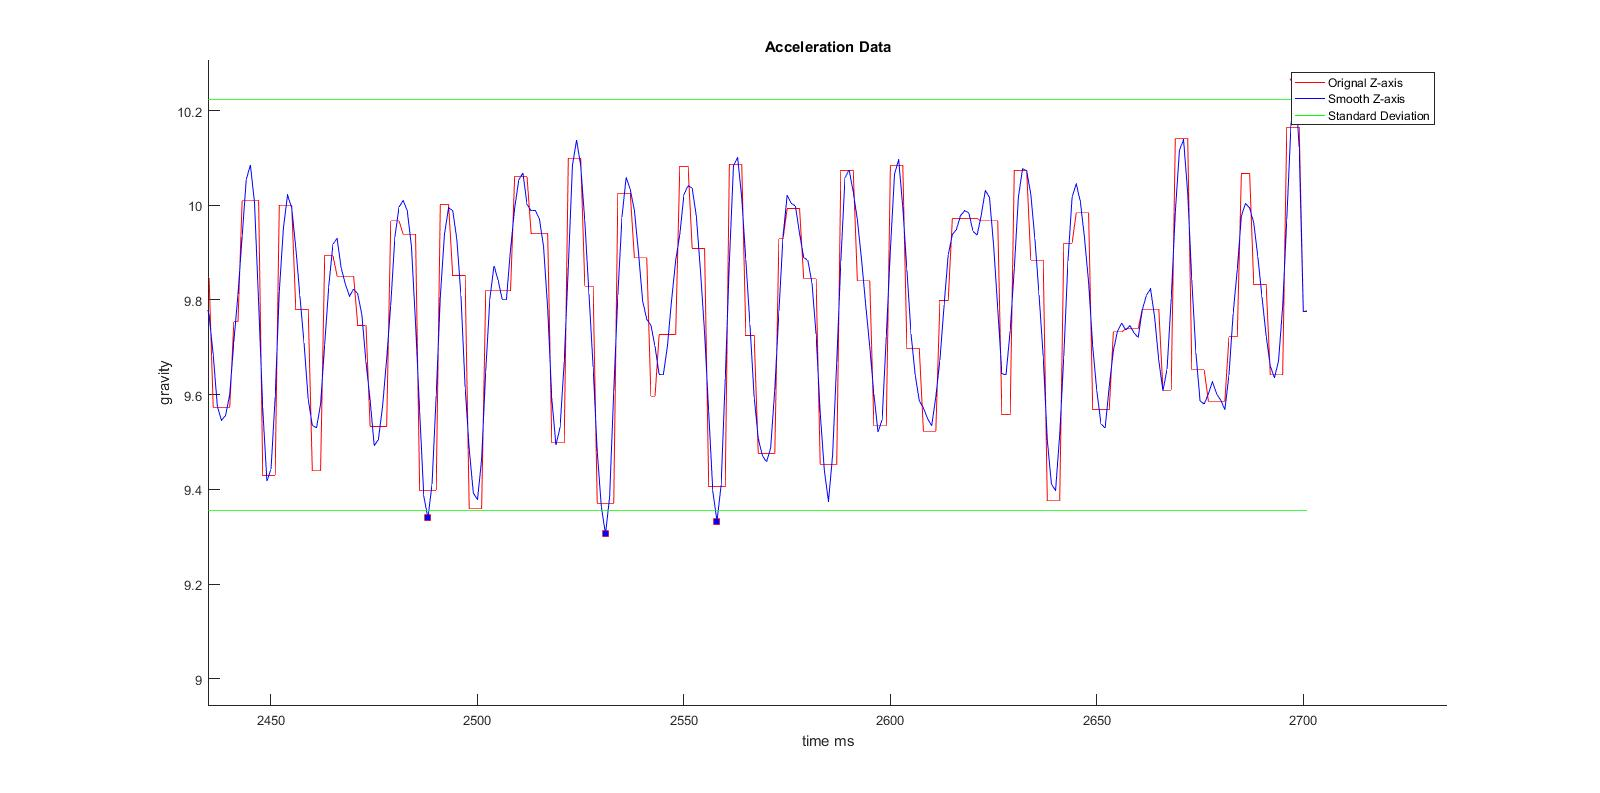 Acceleration Data
Orignal Z-axis
Smooth Z-axis
Standard Deviation
10.2
10
9.8
9.6
9.4
9.2
9
gravity
2450 2500 2550 2600 2650 2700
time ms